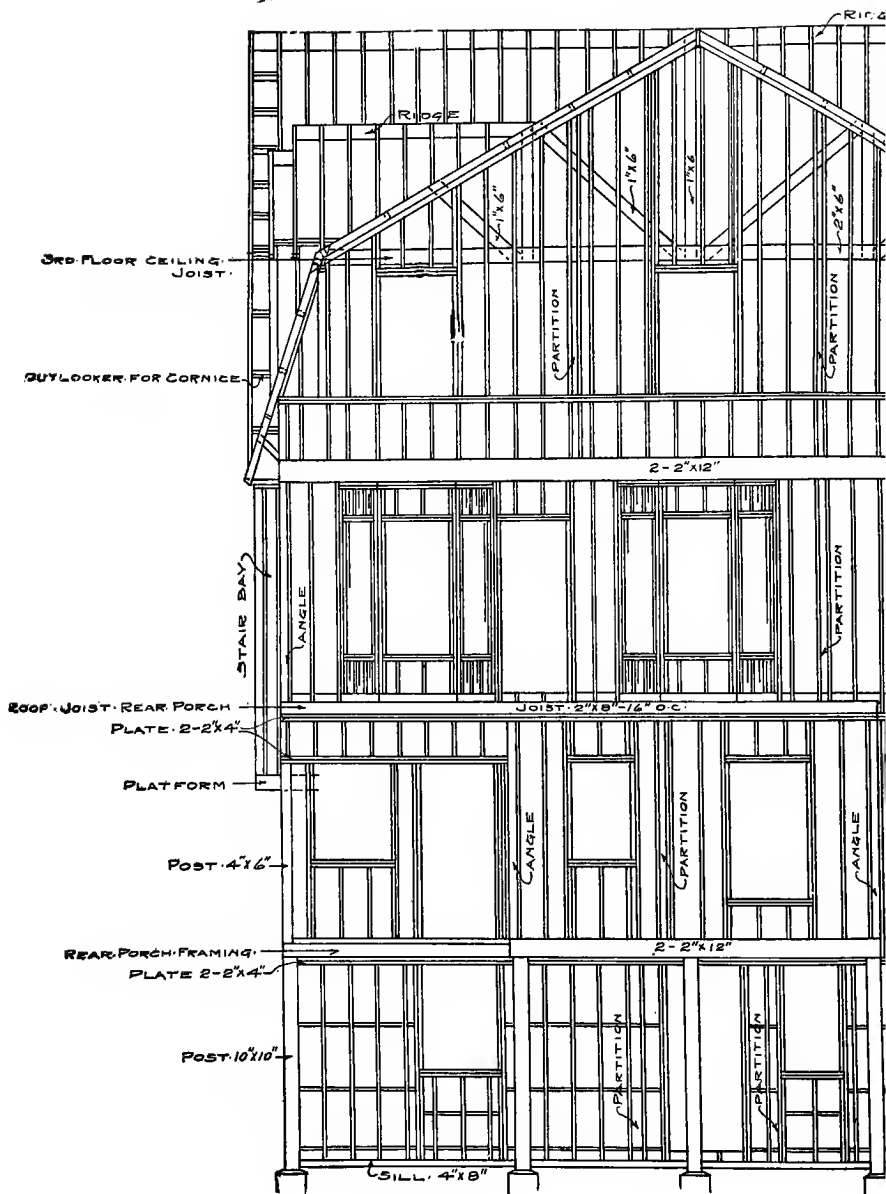 RIDGE
3RD. FLOOR CEILING.
JOIST.
OUTLOOKER. FOR CORNICE
1"X6"
1"X6"
1"X6
2"X6"
PARTITION
PARTITION
2-2"X12"
STAIR BAY
ANGLE
PARTITION
ROOF. JOIST. REAR. PORCH
JOIST. 2"X8"-16" O.C.
PLATE. 2-2"X4"
PLATFORM
ANGLE
PARTITION
ANGLE
POST. 4"X6"
REAR. PORCH. FRAMING.
2-2"X12"
PLATE 2-2"X4"
POST. 10"X10"
PARTITION
PARTITION
SILL. 4"X8"